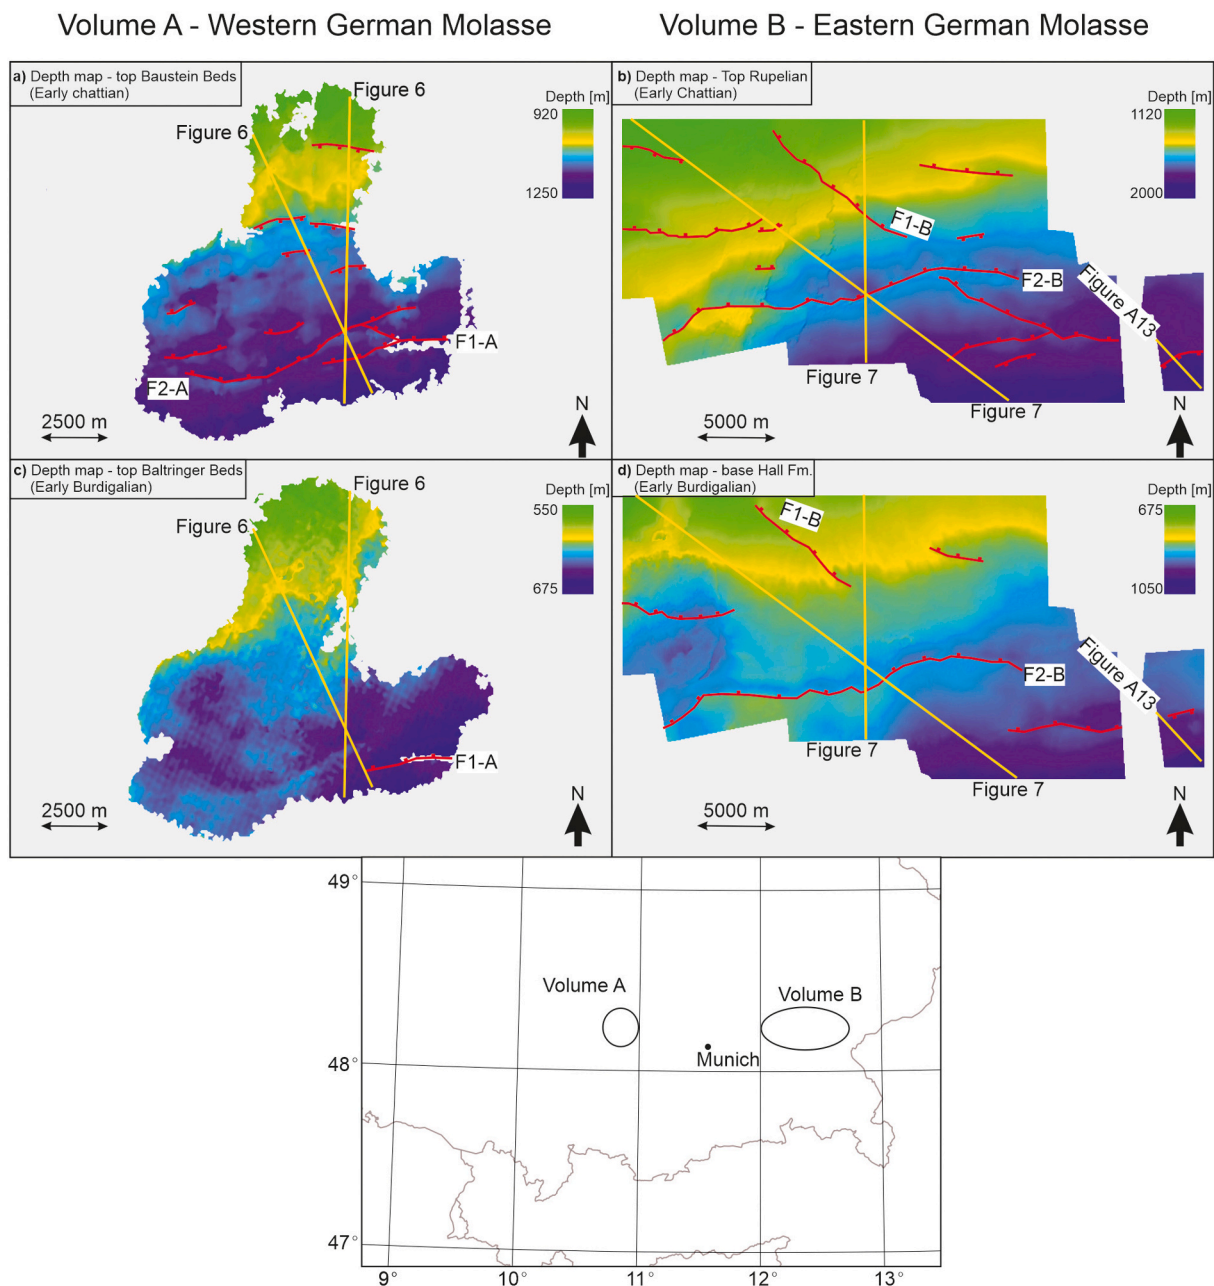 Volume A - Western German Molasse
Volume B - Eastern German Molasse
a) Depth map - top Baustein Beds
(Early chattian)
Figure 6
Figure 6
Depth [m]
920
1250
F1-A
F2-A
2500 m
N
b) Depth map - Top Rupelian
(Early Chattian)
Depth [m]
1120
2000
F1-B
F2-B
Figure A13
Figure 7
Figure 7
5000 m
N
c) Depth map - top Baltringer Beds
(Early Burdigalian)
Figure 6
Figure 6
Depth [m]
550
675
F1-A
2500 m
N
d) Depth map - base Hall Fm.
(Early Burdigalian)
Depth [m]
675
1050
F1-B
F2-B
Figure A13
Figure 7
Figure 7
5000 m
N
49°
Volume A
Volume B
Munich
48°
47°
9°
10°
11°
12°
13°